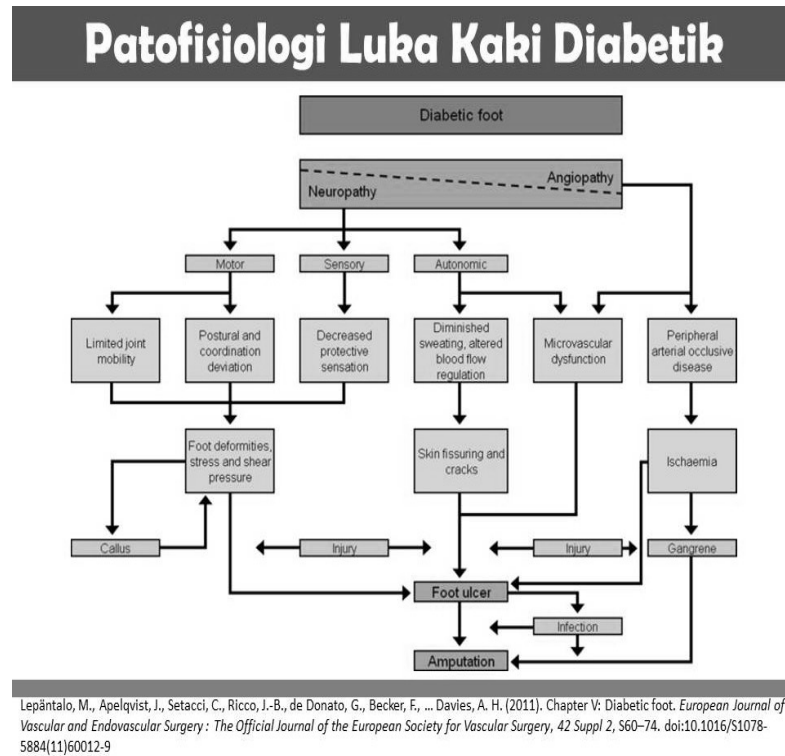 Patofisiologi Luka Kaki Diabetik
Diabetic foot
Angiopathy
Neuropathy
Motor
Sensory
Autonomic
Limited joint
mobility
Postural and
coordination
deviation
Decreased
protective
sensation
Diminished
sweating, altered
blood flow
regulation
Microvascular
dysfunction
Peripheral
arterial occlusive
disease
Foot deformities,
stress and shear
pressure
Skin fissuring and
cracks
Ischaemia
Callus
Injury
Injury
Gangrene
Foot ulcer
Infection
Amputation
Lepäntalo, M., Apelqvist, J., Setacci, C., Ricco, J.-B., de Donato, G., Becker, F., ... Davies, A. H. (2011). Chapter V: Diabetic foot. European Journal of
Vascular and Endovascular Surgery : The Official Journal of the European Society for Vascular Surgery, 42 Suppl 2, S60–74. doi:10.1016/S1078-
5884(11)60012-9